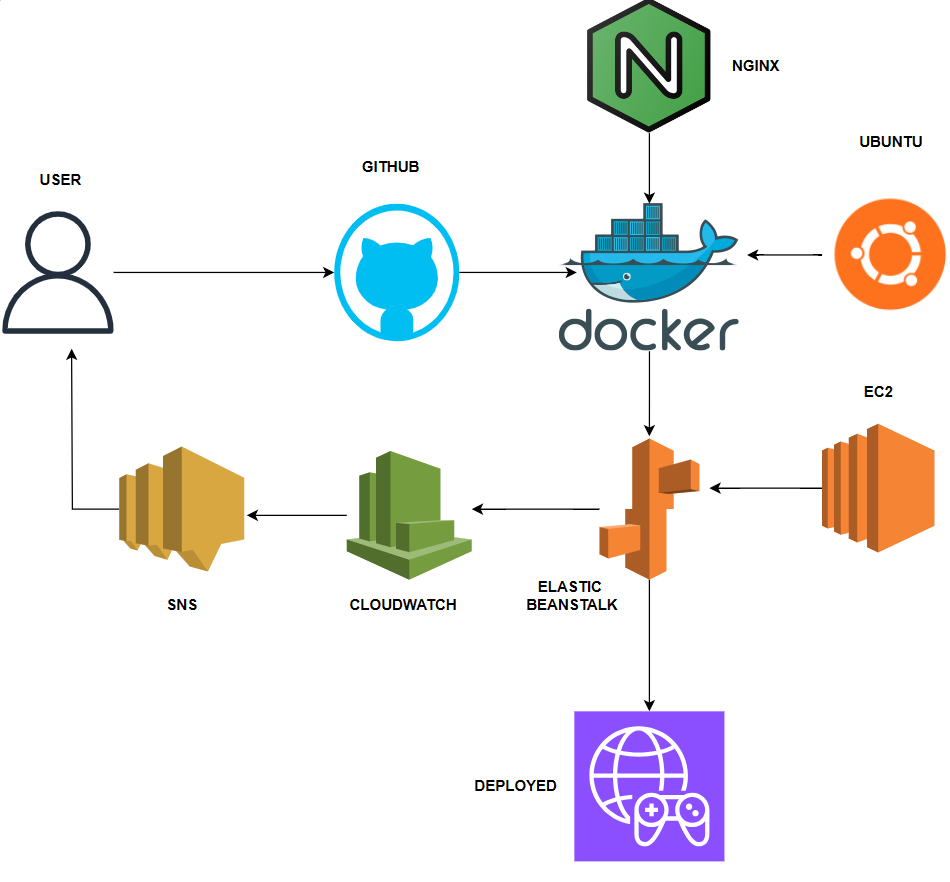 NGINX
UBUNTU
USER
GITHUB
docker
EC2
SNS
CLOUDWATCH
ELASTIC
BEANSTALK
DEPLOYED